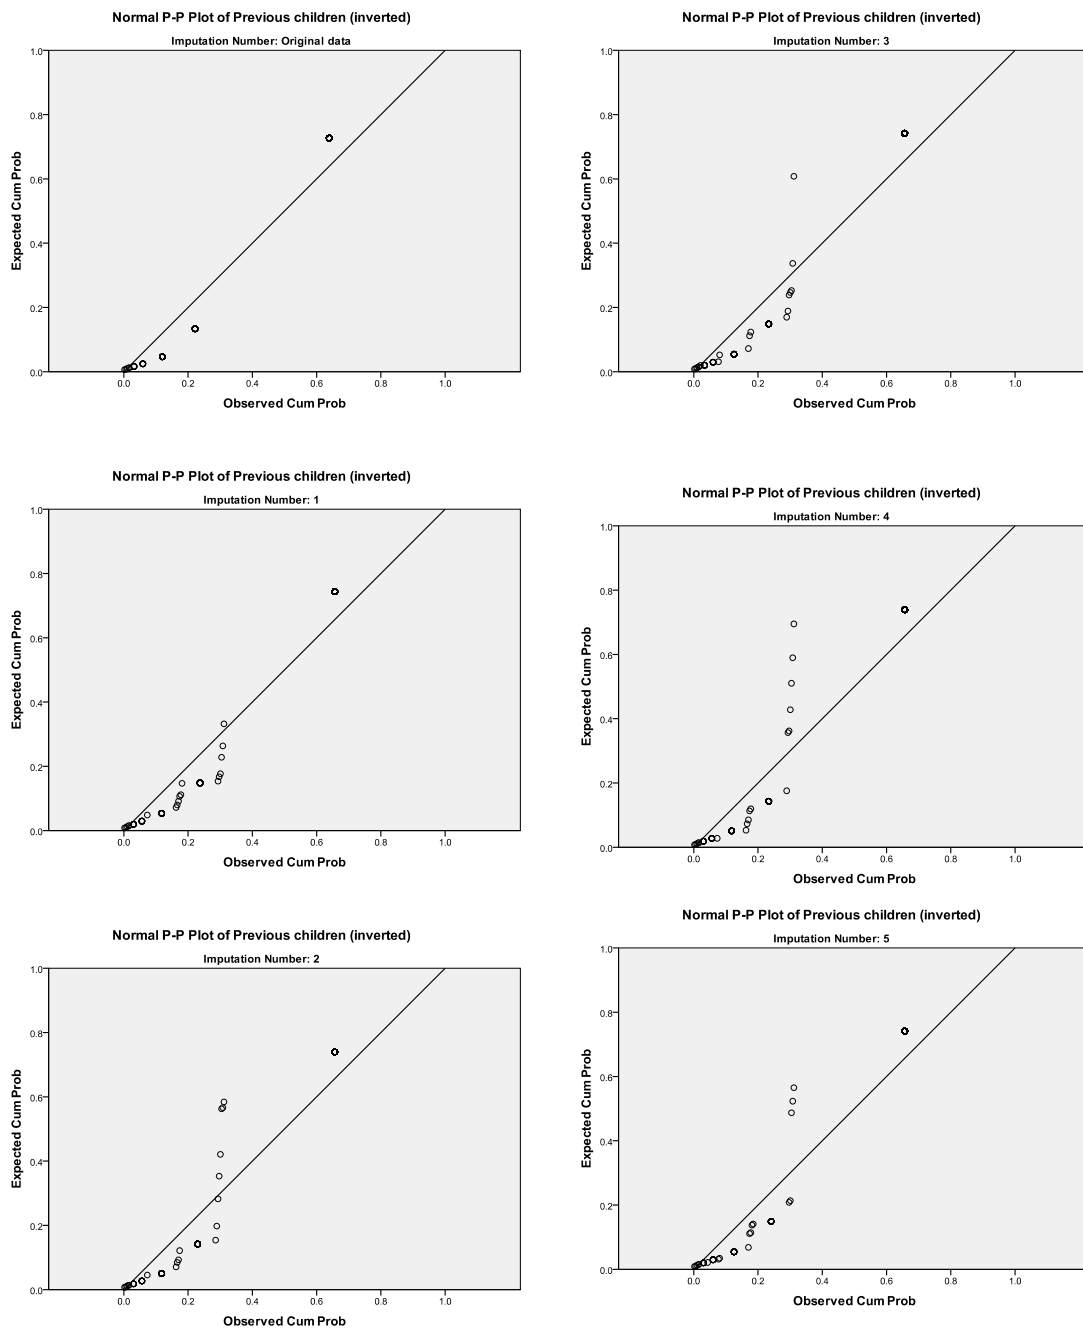 Normal P-P Plot of Previous children (inverted)
Imputation Number: Original data
1.0
0.8
0.6
0.4
0.2
0.0
Expected Cum Prob
0.0 0.2 0.4 0.6 0.8 1.0
Observed Cum Prob
Normal P-P Plot of Previous children (inverted)
Imputation Number: 3
1.0
0.8
0.6
0.4
0.2
0.0
Expected Cum Prob
0.0 0.2 0.4 0.6 0.8 1.0
Observed Cum Prob
Normal P-P Plot of Previous children (inverted)
Imputation Number: 1
1.0
0.8
0.6
0.4
0.2
0.0
Expected Cum Prob
0.0 0.2 0.4 0.6 0.8 1.0
Observed Cum Prob
Normal P-P Plot of Previous children (inverted)
Imputation Number: 4
1.0
0.8
0.6
0.4
0.2
0.0
Expected Cum Prob
0.0 0.2 0.4 0.6 0.8 1.0
Observed Cum Prob
Normal P-P Plot of Previous children (inverted)
Imputation Number: 2
1.0
0.8
0.6
0.4
0.2
0.0
Expected Cum Prob
0.0 0.2 0.4 0.6 0.8 1.0
Observed Cum Prob
Normal P-P Plot of Previous children (inverted)
Imputation Number: 5
1.0
0.8
0.6
0.4
0.2
0.0
Expected Cum Prob
0.0 0.2 0.4 0.6 0.8 1.0
Observed Cum Prob